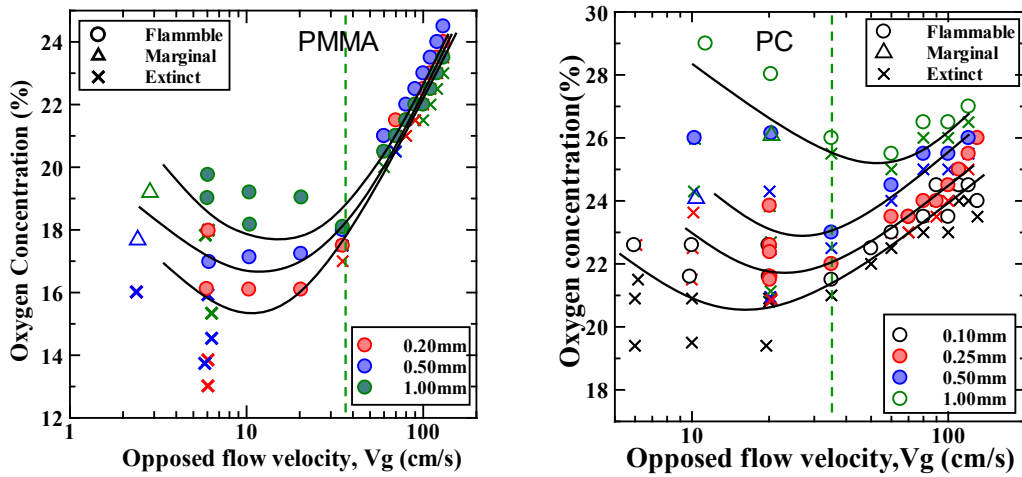 PMMA
Flammble
Marginal
Extinct
Oxygen Concentration (%)
24
22
20
18
16
14
12
0.20mm
0.50mm
1.00mm
1
10
100
Opposed flow velocity, Vg (cm/s)
PC
Flammable
Marginal
Extinct
Oxygen concentration(%)
30
28
26
24
22
20
18
0.10mm
0.25mm
0.50mm
1.00mm
10
100
Opposed flow velocity,Vg (cm/s)